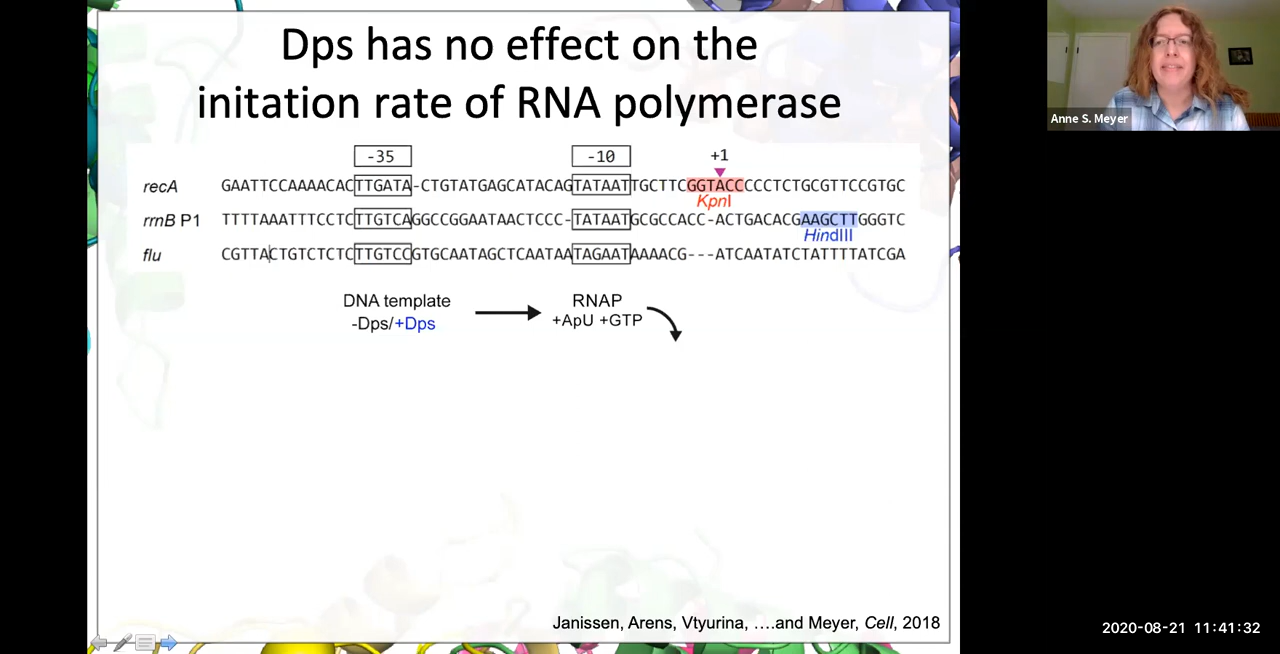 Dps has no effect on the
initation rate of RNA polymerase
-35 -10 +1
recA GAATTCCAAAACACTTGATA-CTGTATGAGCATACAGTATAATTGCTTCGGTACCCCCTCTGCGTTCCGTGC
KpnI
rrnB P1 TTTTAAATTTCCTCTTGTCAGGCCGGAATAACTCCC-TATAATGCGCCACC-ACTGACACGAAGCTTGGGTC
HindIII
flu CGTTACTGTCTCTCTTGTCCGTGCAATAGCTCAATAATAGAATAAAACG---ATCAATATCTATTTTATCGA
DNA template RNAP
-Dps/+Dps +ApU +GTP
Janissen, Arens, Vtyurina, ....and Meyer, Cell, 2018
Anne S. Meyer
2020-08-21 11:41:32